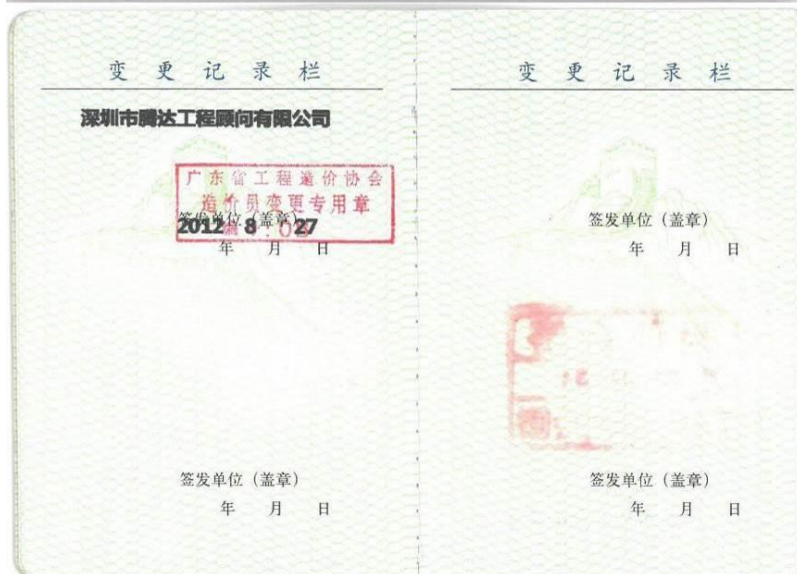 变更记录栏
深圳市腾达工程顾问有限公司
广东省工程造价协会
造价员变更专用章
签发单位（盖章）
2012 8 27
年 月 日
签发单位（盖章）
年 月 日
变更记录栏
签发单位（盖章）
年 月 日
签发单位（盖章）
年 月 日